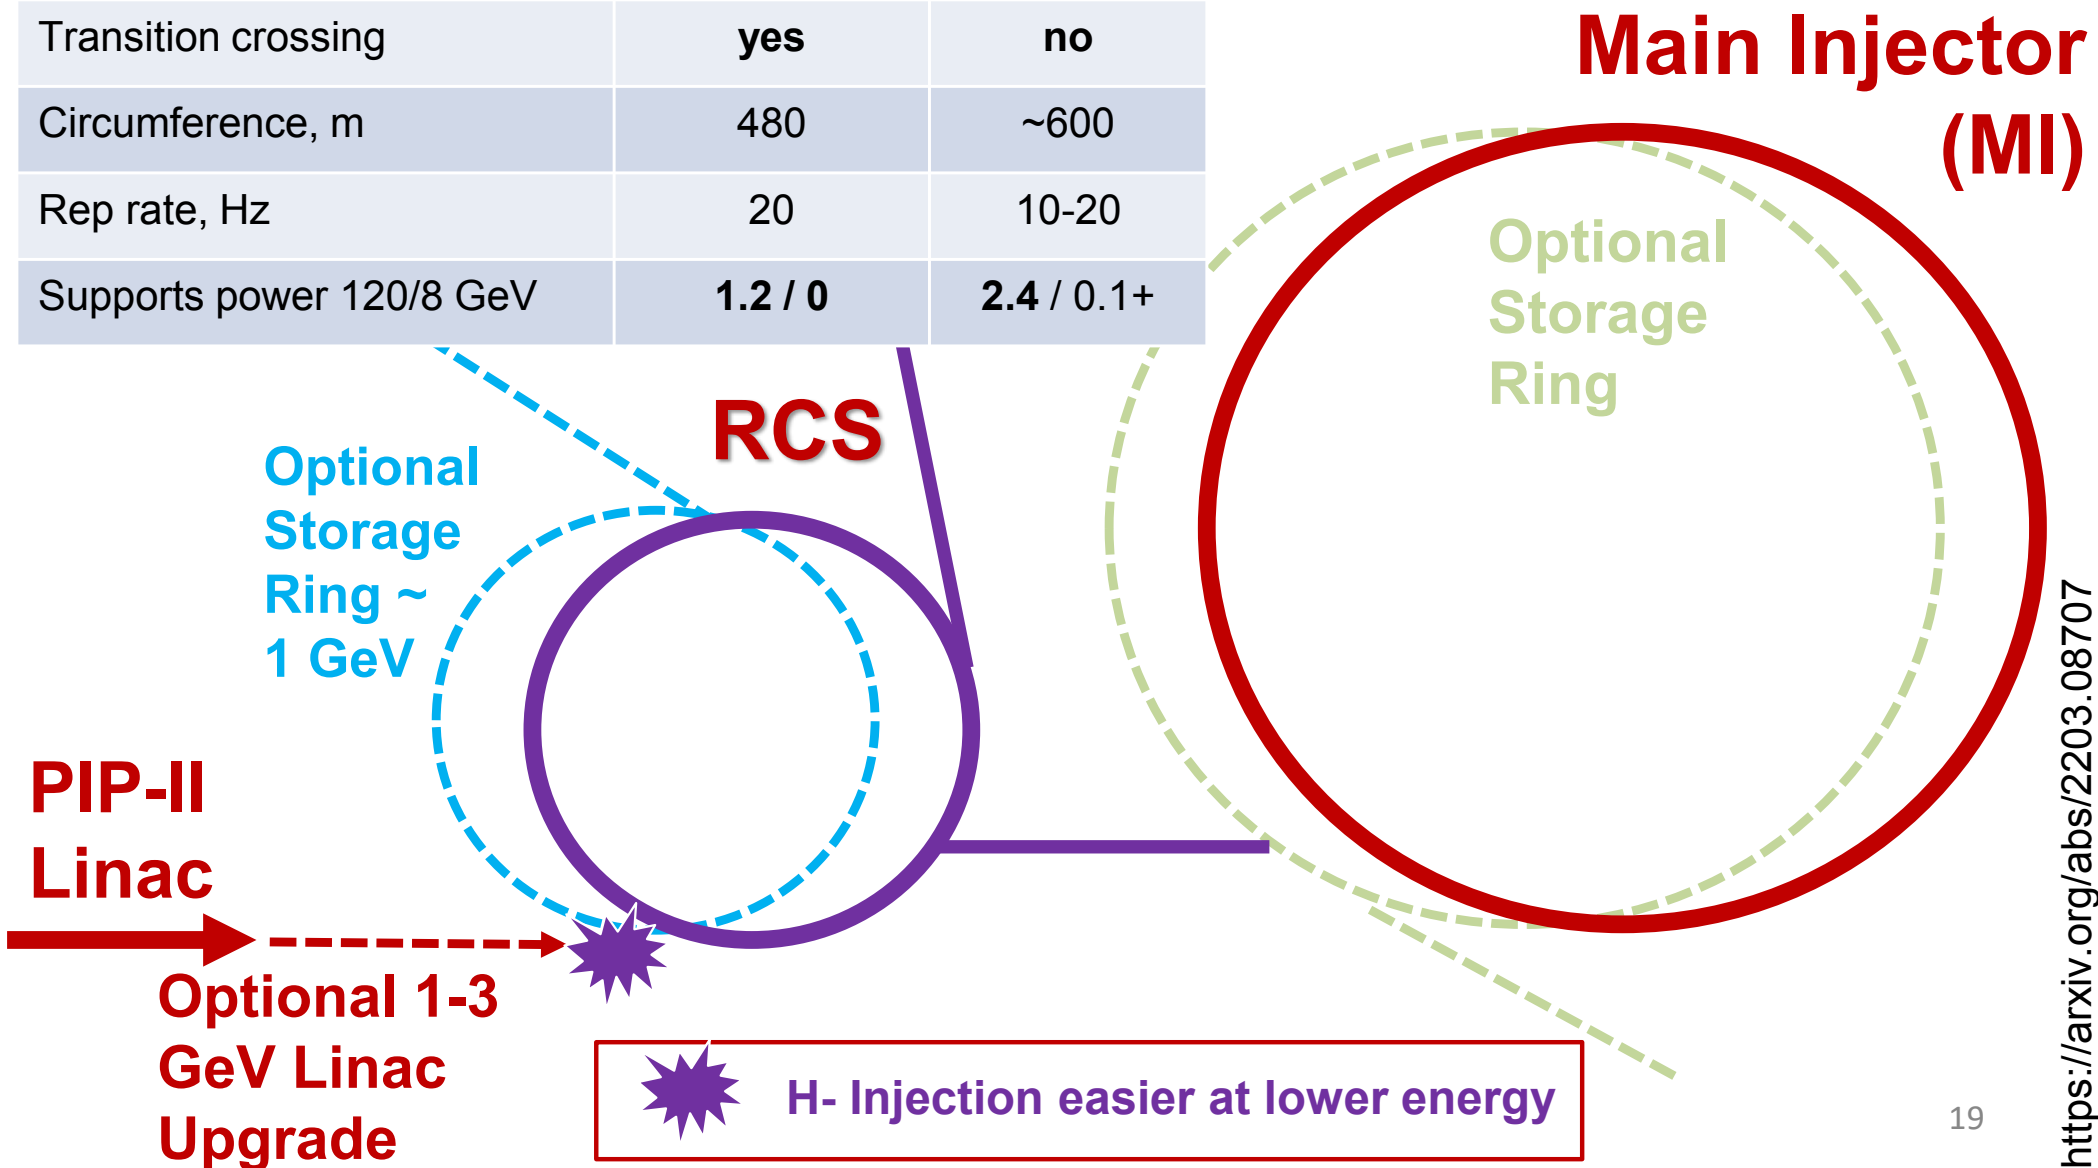 Transition crossing yes no
Circumference, m 480 ~600
Rep rate, Hz 20 10-20
Supports power 120/8 GeV 1.2 / 0 2.4 / 0.1+
Main Injector
(MI)
Optional
Storage
Ring
RCS
Optional
Storage
Ring ~
1 GeV
PIP-II
Linac
Optional 1-3
GeV Linac
Upgrade
H- Injection easier at lower energy
19
https://arxiv.org/abs/2203.08707